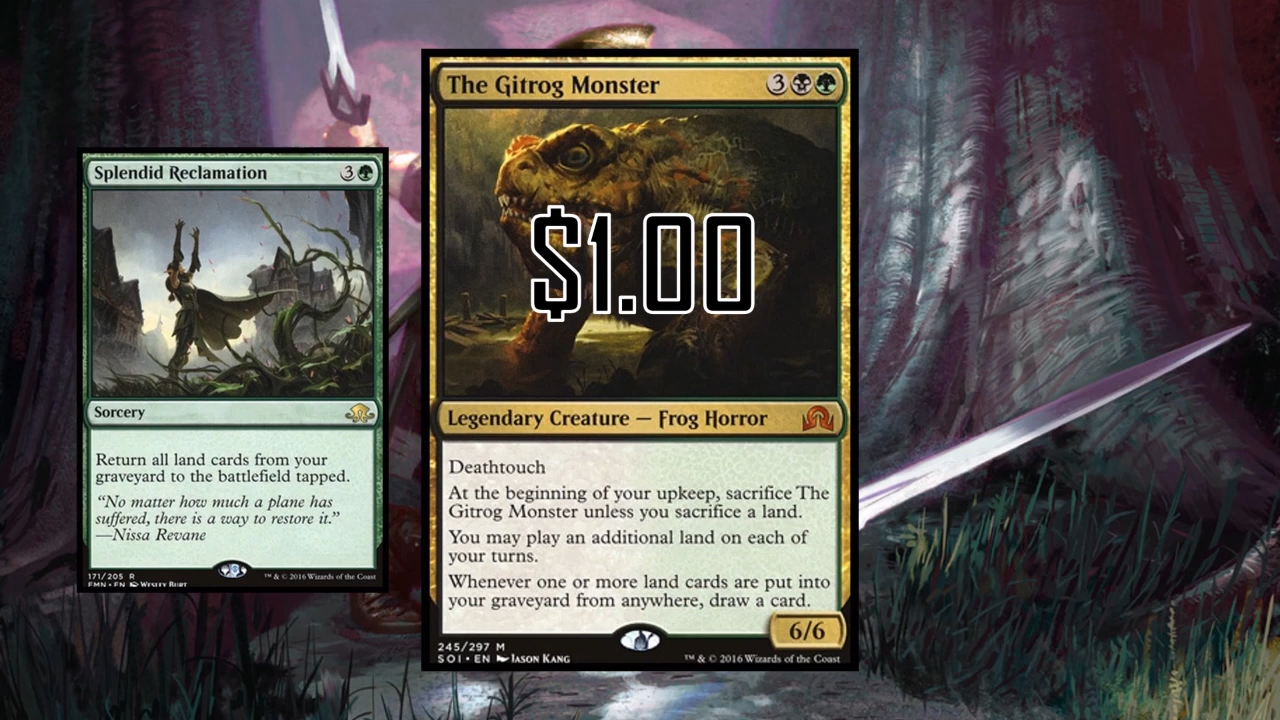 Splendid Reclamation 3
Sorcery
Return all land cards from your
graveyard to the battlefield tapped.
“No matter how much a plane has
suffered, there is a way to restore it.”
—Nissa Revane
171/205 R
EMN • EN Wesley Burt
™ & © 2016 Wizards of the Coast
The Gitrog Monster 3
$1.00
Legendary Creature — Frog Horror
Deathtouch
At the beginning of your upkeep, sacrifice The
Gitrog Monster unless you sacrifice a land.
You may play an additional land on each of
your turns.
Whenever one or more land cards are put into
your graveyard from anywhere, draw a card.
6/6
245/297 M
SOI • EN Jason Kang
™ & © 2016 Wizards of the Coast